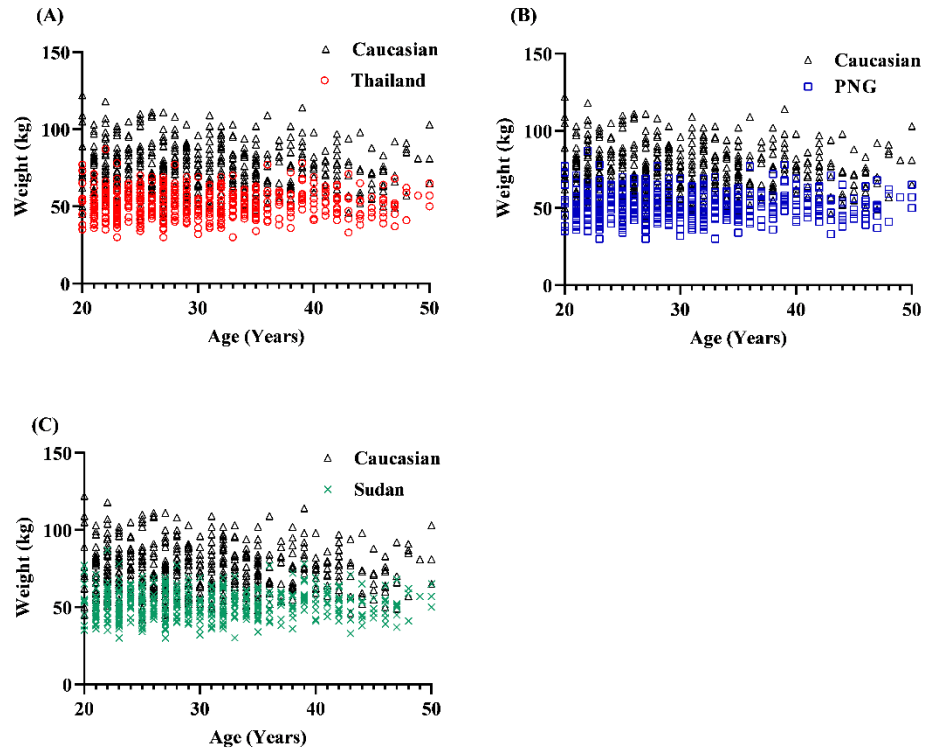 (A)
Caucasian
Thailand
Weight (kg)
150
100
50
0
20
30
40
50
Age (Years)
(B)
Caucasian
PNG
Weight (kg)
150
100
50
0
20
30
40
50
Age (Years)
(C)
Caucasian
Sudan
Weight (kg)
150
100
50
0
20
30
40
50
Age (Years)